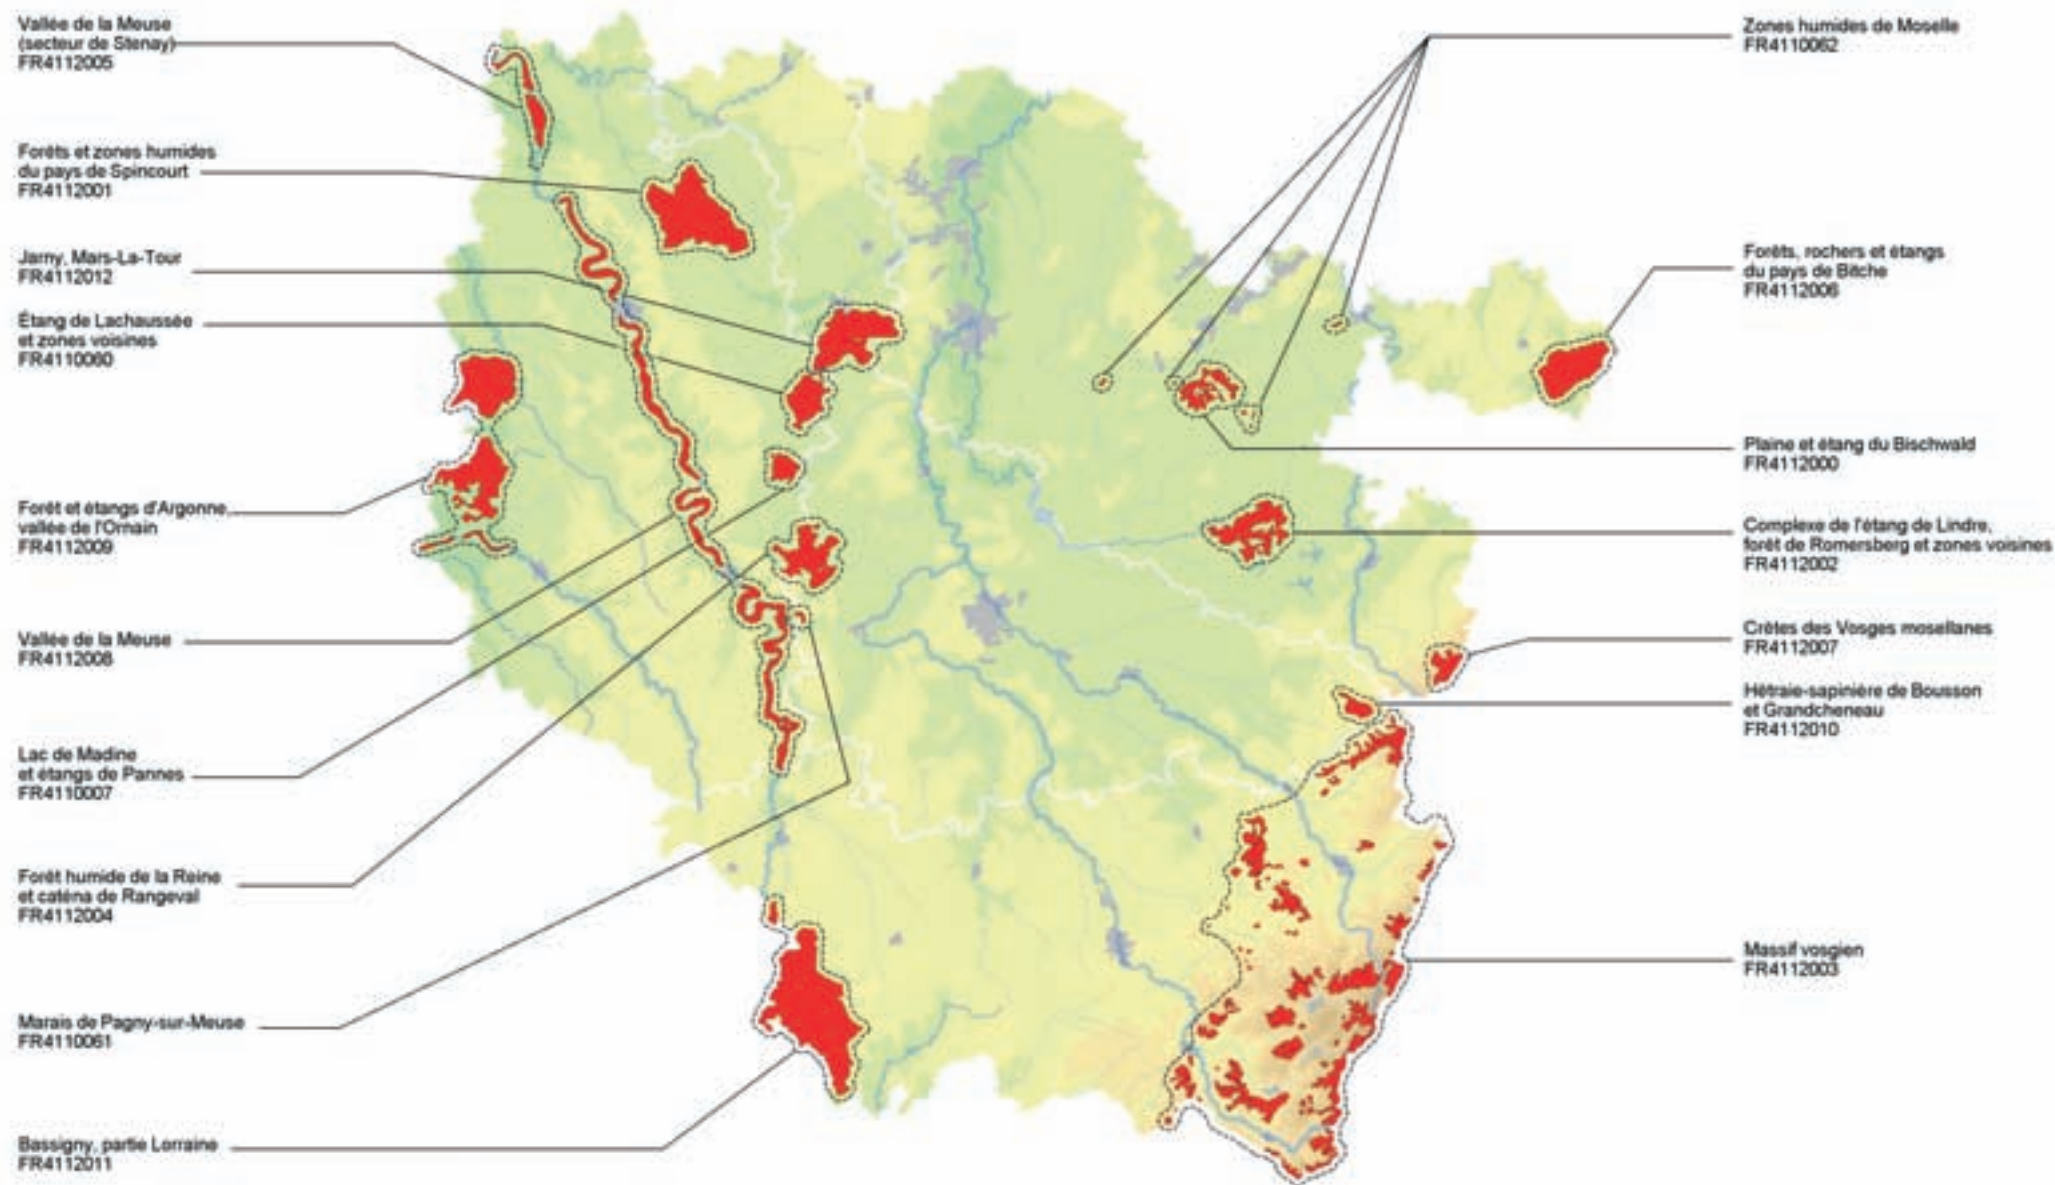 Vallée de la Meuse
(secteur de Stenay)
FR4112005
Forêts et zones humides
du pays de Spincourt
FR4112001
Jarny, Mars-La-Tour
FR4112012
Étang de Lachaussée
et zones voisines
FR4110060
Forêt et étangs d'Argonne,
vallée de l'Ornain
FR4112009
Vallée de la Meuse
FR4112008
Lac de Madine
et étangs de Pannes
FR4110007
Forêt humide de la Reine
et caténa de Rangeval
FR4112004
Marais de Pagny-sur-Meuse
FR4110061
Bassigny, partie Lorraine
FR4112011
Zones humides de Moselle
FR4110062
Forêts, rochers et étangs
du pays de Bitche
FR4112006
Plaine et étang du Bischwald
FR4112000
Complexe de l'étang de Lindre,
forêt de Romersberg et zones voisines
FR4112002
Crêtes des Vosges mosellanes
FR4112007
Hêtraie-sapinière de Bousson
et Grandcheneau
FR4112010
Massif vosgien
FR4112003